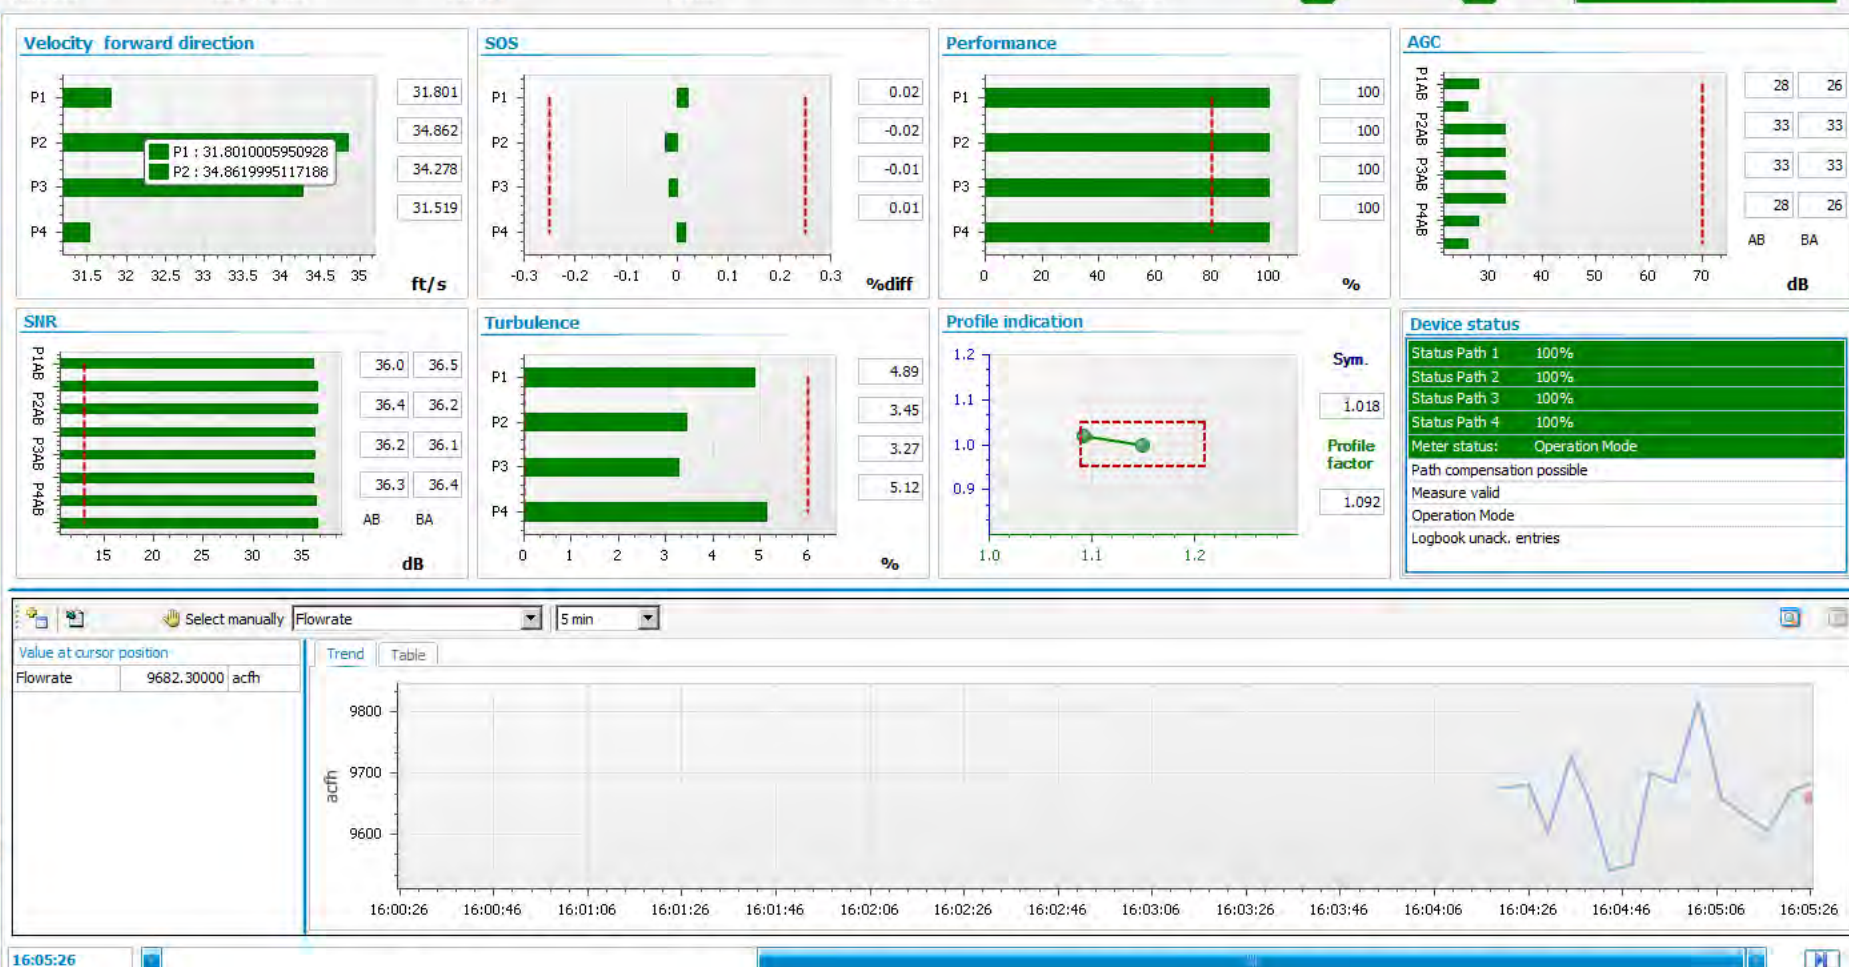 Velocity forward direction
P1
P2
P3
P4
P1 : 31.8010005950928
P2 : 34.8619995117188
31.5 32 32.5 33 33.5 34 34.5 35
31.801
34.862
34.278
31.519
ft/s
SOS
P1
P2
P3
P4
-0.3 -0.2 -0.1 0 0.1 0.2 0.3
0.02
-0.02
-0.01
0.01
%diff
Performance
P1
P2
P3
P4
0 20 40 60 80 100
100
100
100
100
%
AGC
P1AB P2AB P3AB P4AB
30 40 50 60 70
28 26
33 33
33 33
28 26
AB BA
dB
SNR
P1AB P2AB P3AB P4AB
15 20 25 30 35
36.0 36.5
36.4 36.2
36.2 36.1
36.3 36.4
AB BA
dB
Turbulence
P1
P2
P3
P4
0 1 2 3 4 5 6
4.89
3.45
3.27
5.12
%
Profile indication
1.2
1.1
1.0
0.9
1.0 1.1 1.2
Sym.
1.018
Profile
factor
1.092
Device status
Status Path 1 100%
Status Path 2 100%
Status Path 3 100%
Status Path 4 100%
Meter status: Operation Mode
Path compensation possible
Measure valid
Operation Mode
Logbook unack. entries
Select manually Flowrate 5 min
Value at cursor position
Flowrate 9682.30000 acfh
Trend Table
acfh
9800
9700
9600
16:00:26 16:00:46 16:01:06 16:01:26 16:01:46 16:02:06 16:02:26 16:02:46 16:03:06 16:03:26 16:03:46 16:04:06 16:04:26 16:04:46 16:05:06 16:05:26
16:05:26